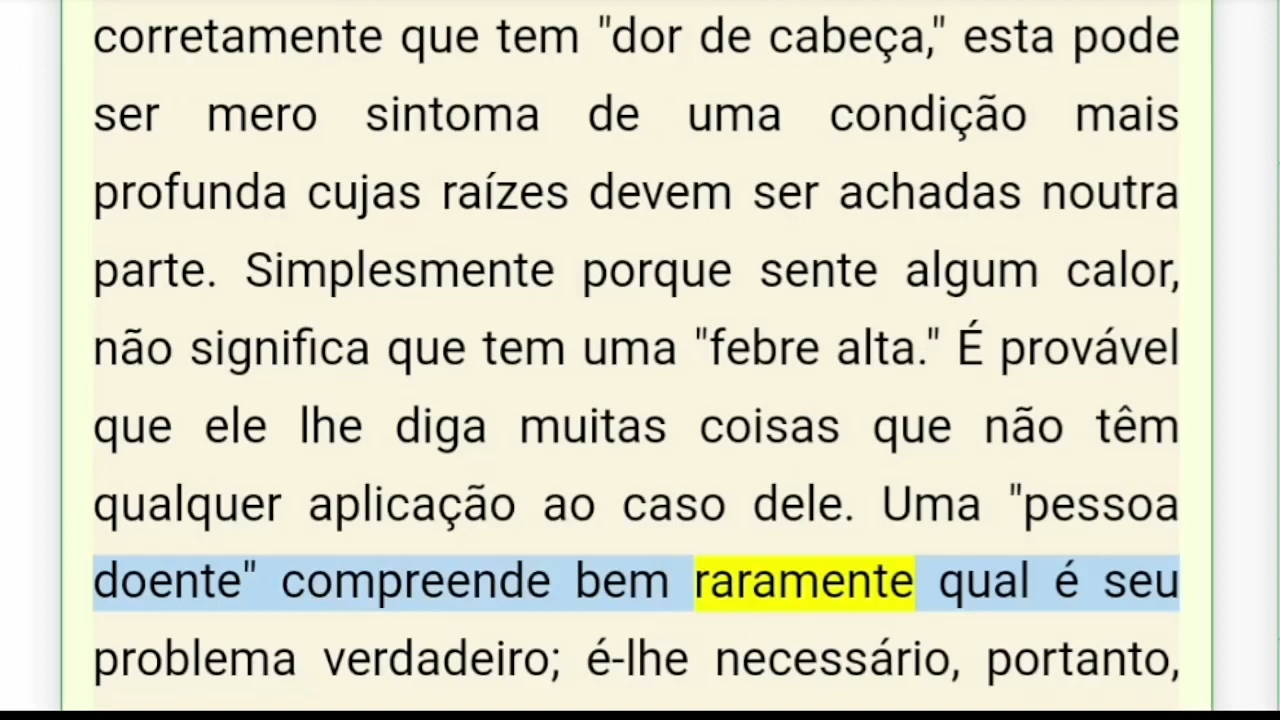 corretamente que tem "dor de cabeça," esta pode
ser mero sintoma de uma condição mais
profunda cujas raízes devem ser achadas noutra
parte. Simplesmente porque sente algum calor,
não significa que tem uma "febre alta." É provável
que ele lhe diga muitas coisas que não têm
qualquer aplicação ao caso dele. Uma "pessoa
doente" compreende bem raramente qual é seu
problema verdadeiro; é-lhe necessário, portanto,